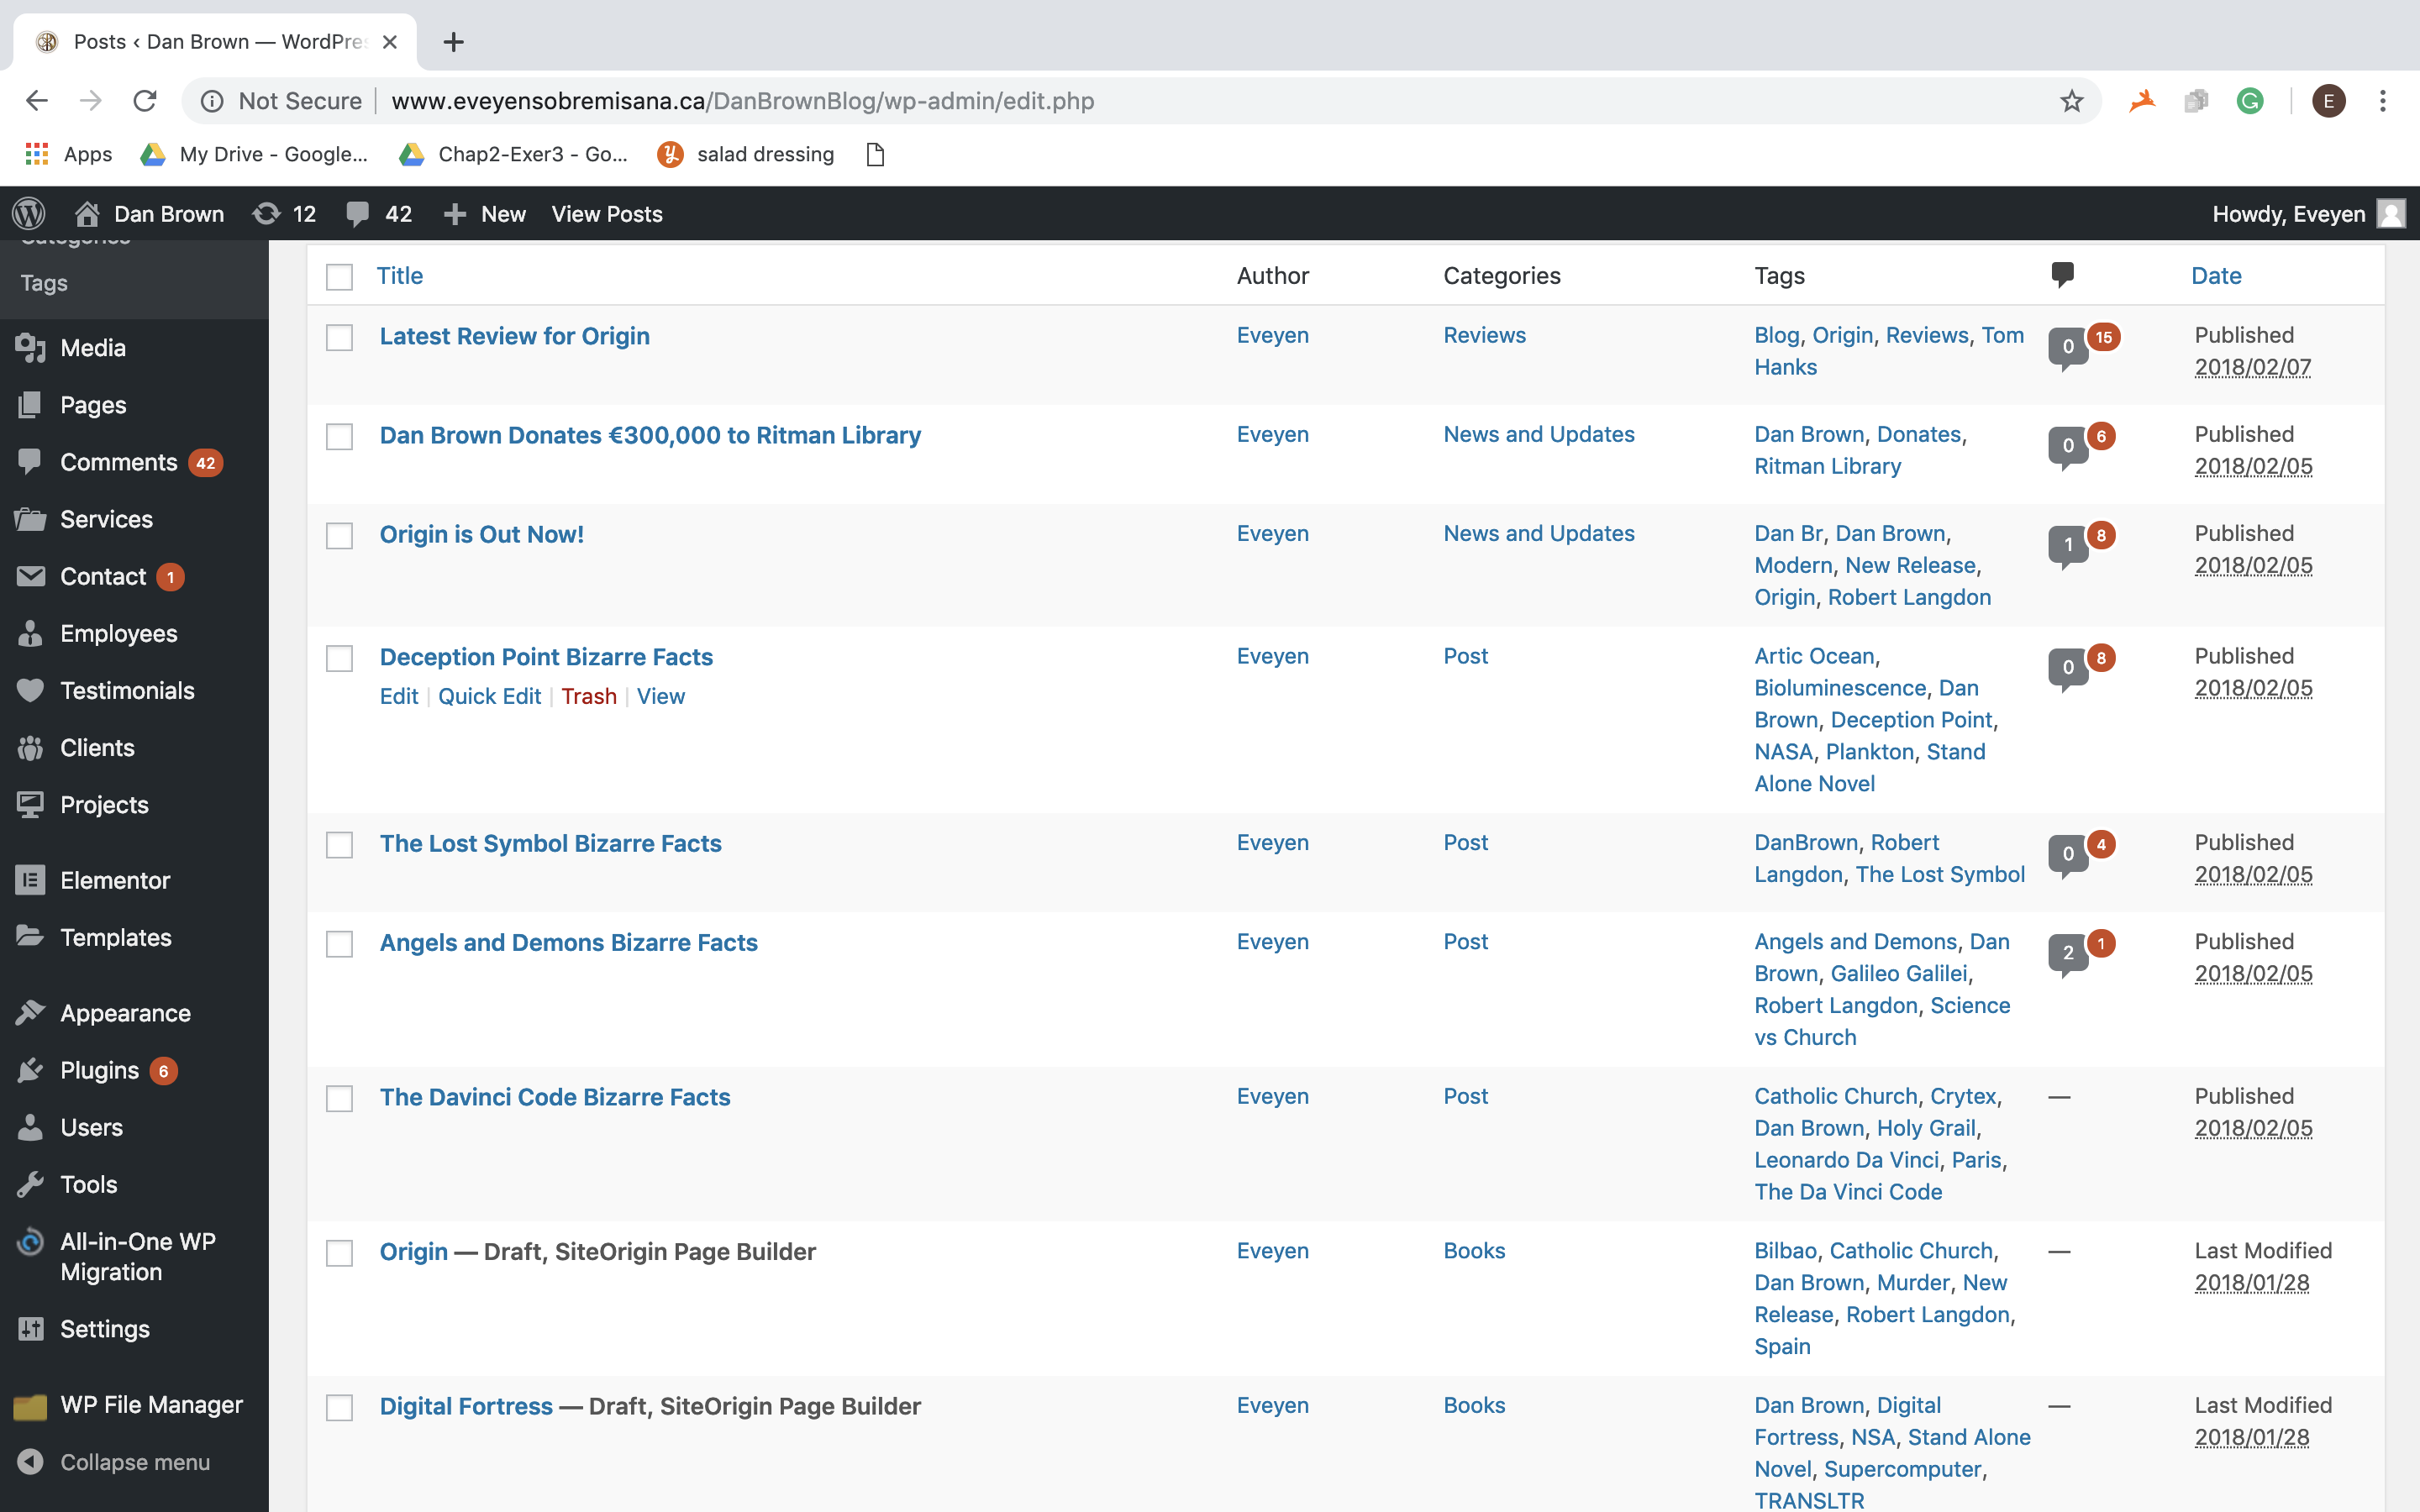 Posts ‹ Dan Brown — WordPres
Not Secure www.eveyensobremisana.ca/DanBrownBlog/wp-admin/edit.php
E
Apps My Drive - Google... Chap2-Exer3 - Go... salad dressing
Dan Brown 12 42 New View Posts Howdy, Eveyen
Categories
Tags
Media
Pages
Comments 42
Services
Contact 1
Employees
Testimonials
Clients
Projects
Elementor
Templates
Appearance
Plugins 6
Users
Tools
All-in-One WP
Migration
Settings
WP File Manager
Collapse menu
Title Author Categories Tags Date
Latest Review for Origin Eveyen Reviews Blog, Origin, Reviews, Tom 0 15 Published
Hanks 2018/02/07
Dan Brown Donates €300,000 to Ritman Library Eveyen News and Updates Dan Brown, Donates, 0 6 Published
Ritman Library 2018/02/05
Origin is Out Now! Eveyen News and Updates Dan Br, Dan Brown, 1 8 Published
Modern, New Release, 2018/02/05
Origin, Robert Langdon
Deception Point Bizarre Facts Eveyen Post Artic Ocean, 0 8 Published
Edit | Quick Edit | Trash | View Bioluminescence, Dan 2018/02/05
Brown, Deception Point,
NASA, Plankton, Stand
Alone Novel
The Lost Symbol Bizarre Facts Eveyen Post DanBrown, Robert 0 4 Published
Langdon, The Lost Symbol 2018/02/05
Angels and Demons Bizarre Facts Eveyen Post Angels and Demons, Dan 2 1 Published
Brown, Galileo Galilei, 2018/02/05
Robert Langdon, Science
vs Church
The Davinci Code Bizarre Facts Eveyen Post Catholic Church, Crytex, — Published
Dan Brown, Holy Grail, 2018/02/05
Leonardo Da Vinci, Paris,
The Da Vinci Code
Origin — Draft, SiteOrigin Page Builder Eveyen Books Bilbao, Catholic Church, — Last Modified
Dan Brown, Murder, New 2018/01/28
Release, Robert Langdon,
Spain
Digital Fortress — Draft, SiteOrigin Page Builder Eveyen Books Dan Brown, Digital — Last Modified
Fortress, NSA, Stand Alone 2018/01/28
Novel, Supercomputer,
TRANSLTR